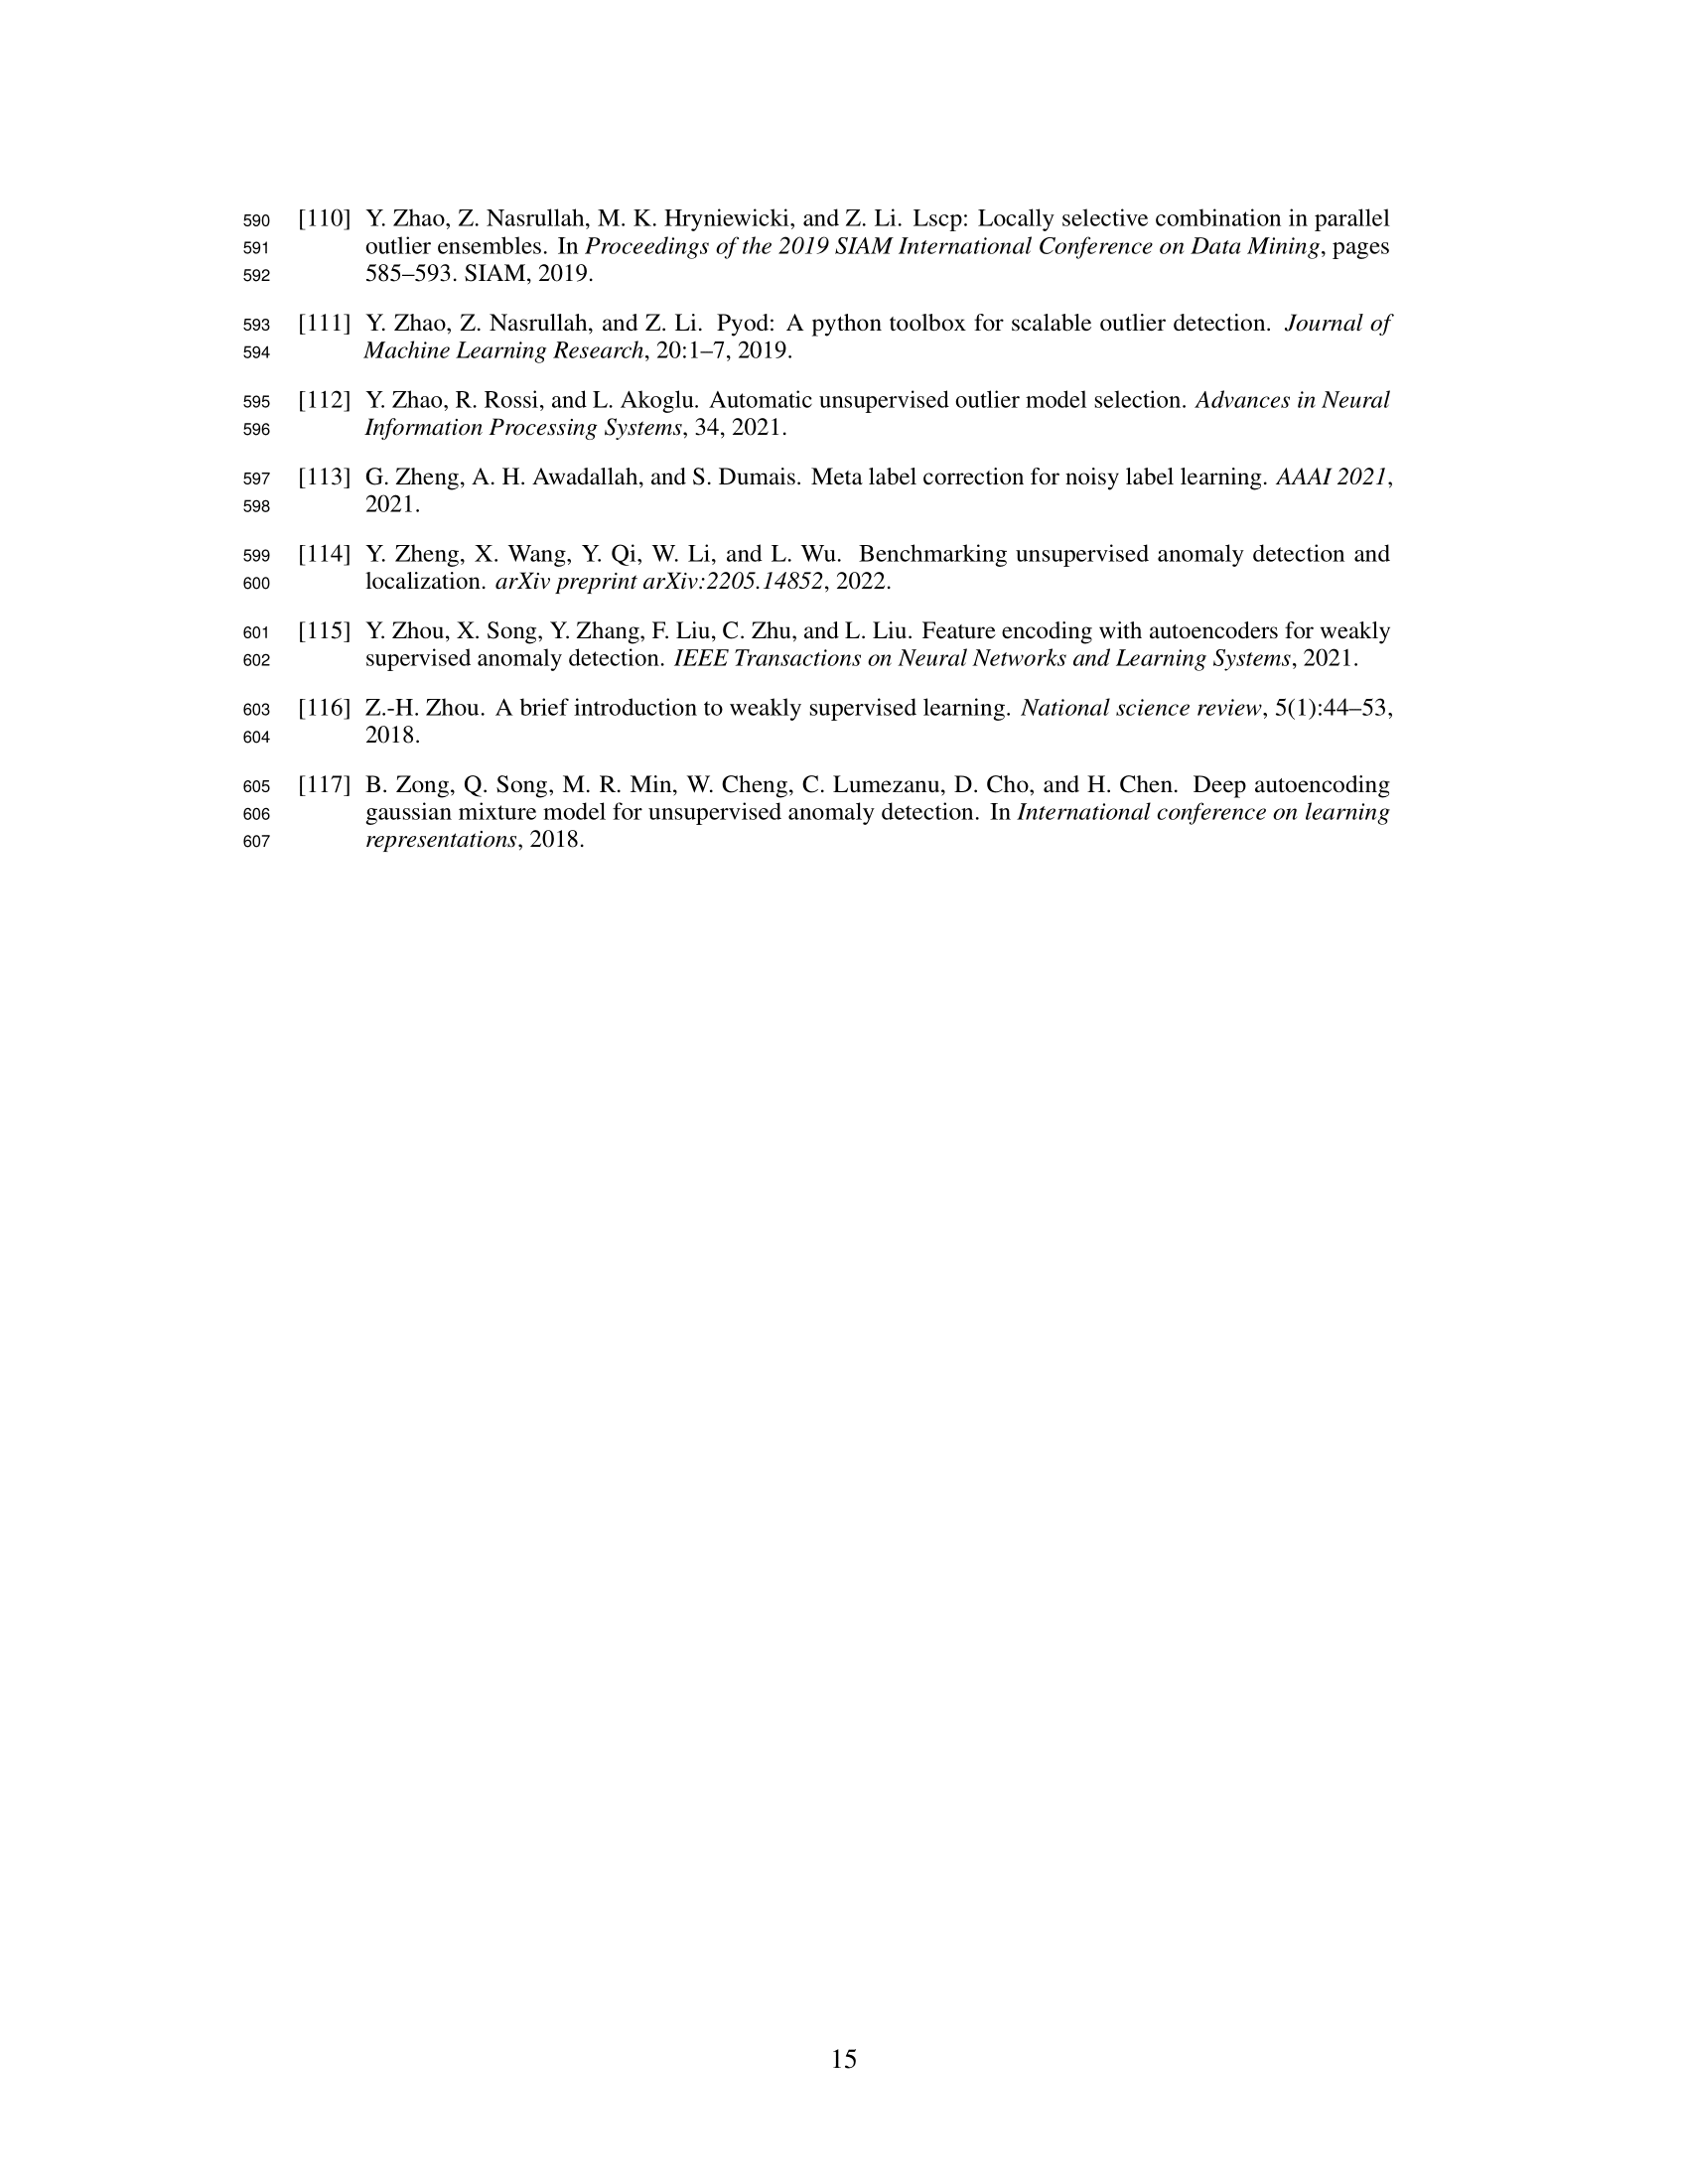 590 [110] Y. Zhao, Z. Nasrullah, M. K. Hryniewicki, and Z. Li. Lscp: Locally selective combination in parallel
591 outlier ensembles. In Proceedings of the 2019 SIAM International Conference on Data Mining, pages
592 585–593. SIAM, 2019.
593 [111] Y. Zhao, Z. Nasrullah, and Z. Li. Pyod: A python toolbox for scalable outlier detection. Journal of
594 Machine Learning Research, 20:1–7, 2019.
595 [112] Y. Zhao, R. Rossi, and L. Akoglu. Automatic unsupervised outlier model selection. Advances in Neural
596 Information Processing Systems, 34, 2021.
597 [113] G. Zheng, A. H. Awadallah, and S. Dumais. Meta label correction for noisy label learning. AAAI 2021,
598 2021.
599 [114] Y. Zheng, X. Wang, Y. Qi, W. Li, and L. Wu. Benchmarking unsupervised anomaly detection and
600 localization. arXiv preprint arXiv:2205.14852, 2022.
601 [115] Y. Zhou, X. Song, Y. Zhang, F. Liu, C. Zhu, and L. Liu. Feature encoding with autoencoders for weakly
602 supervised anomaly detection. IEEE Transactions on Neural Networks and Learning Systems, 2021.
603 [116] Z.-H. Zhou. A brief introduction to weakly supervised learning. National science review, 5(1):44–53,
604 2018.
605 [117] B. Zong, Q. Song, M. R. Min, W. Cheng, C. Lumezanu, D. Cho, and H. Chen. Deep autoencoding
606 gaussian mixture model for unsupervised anomaly detection. In International conference on learning
607 representations, 2018.
15